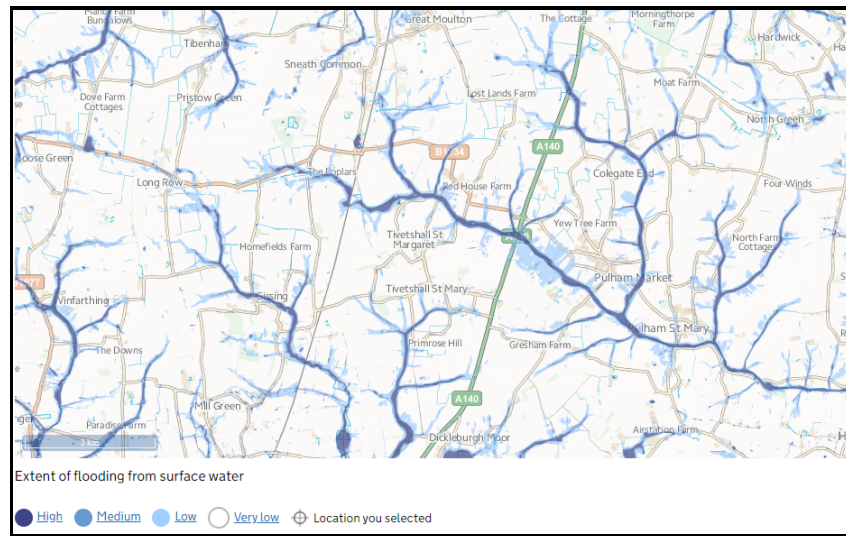 Bungalows
Great Moulton
The Cottage
Morningthorpe
Farm
Hardwick
Tibenham
Sneath Common
Moat Farm
Lost Lands Farm
Dove Farm
Cottages
Pristow Green
North Green
A140
B1134
oose Green
The Poplars
Colegate End
Long Row
Red House Farm
Four Winds
Yew Tree Farm
Tivetshall St
Margaret
North Farm
Cottages
Homefields Farm
Pulham Market
Tivetshall St Mary
Gissing
Winfarthing
Pulham St Mary
Primrose Hill
Gresham Farm
The Downs
A140
Mill Green
Paradise Farm
Airstation Farm
Dickleburgh Moor
Extent of flooding from surface water
High Medium Low Very low Location you selected